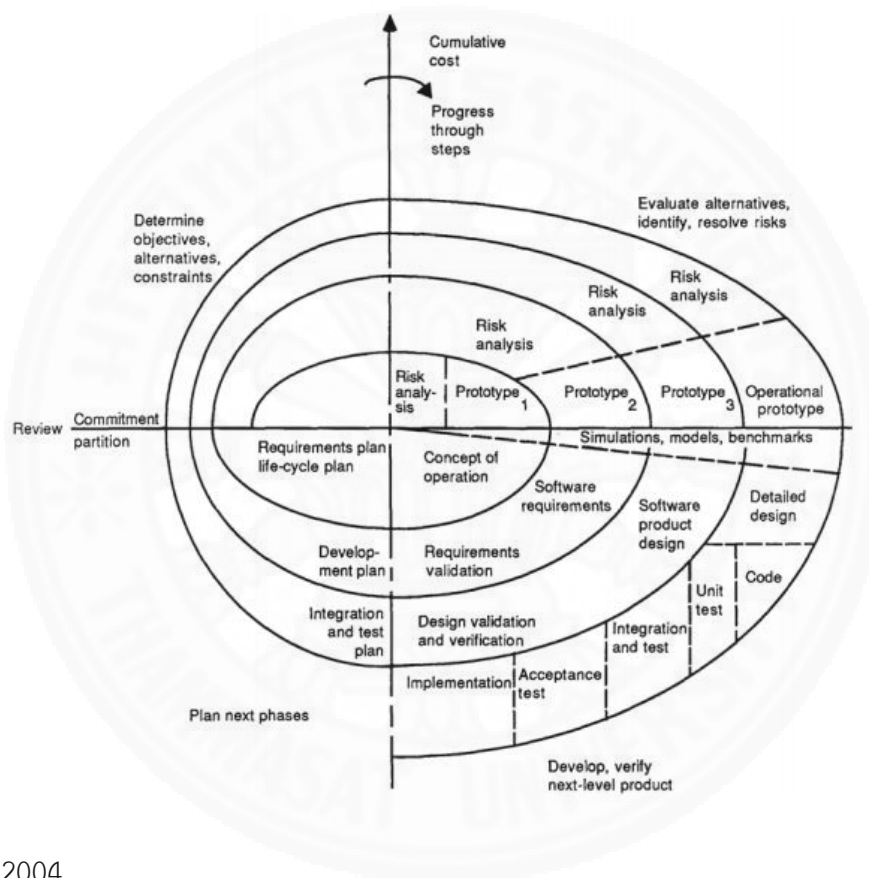 Cumulative
cost
Progress
through
steps
Evaluate alternatives,
identify, resolve risks
Determine
objectives,
alternatives,
constraints
Risk
analysis
Risk
analysis
Risk
analysis
Risk
analy-
sis
Prototype 1
Prototype 2
Prototype 3
Operational
prototype
Review
Commitment
partition
Simulations, models, benchmarks
Requirements plan
life-cycle plan
Concept of
operation
Software
requirements
Software
product
design
Detailed
design
Develop-
ment plan
Requirements
validation
Code
Unit
test
Integration
and test
plan
Design validation
and verification
Integration
and test
Implementation
Acceptance
test
Plan next phases
Develop, verify
next-level product
THAMMASAT UNIVERSITY
2004